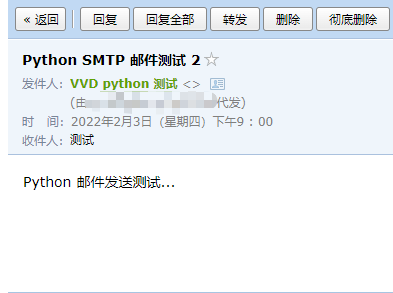 « 返回 回复 回复全部 转发 删除 彻底删除
Python SMTP 邮件测试 2☆
发件人：VVD python 测试 <>
(由代发)
时 间：2022年2月3日（星期四）下午9：00
收件人：测试
Python 邮件发送测试...